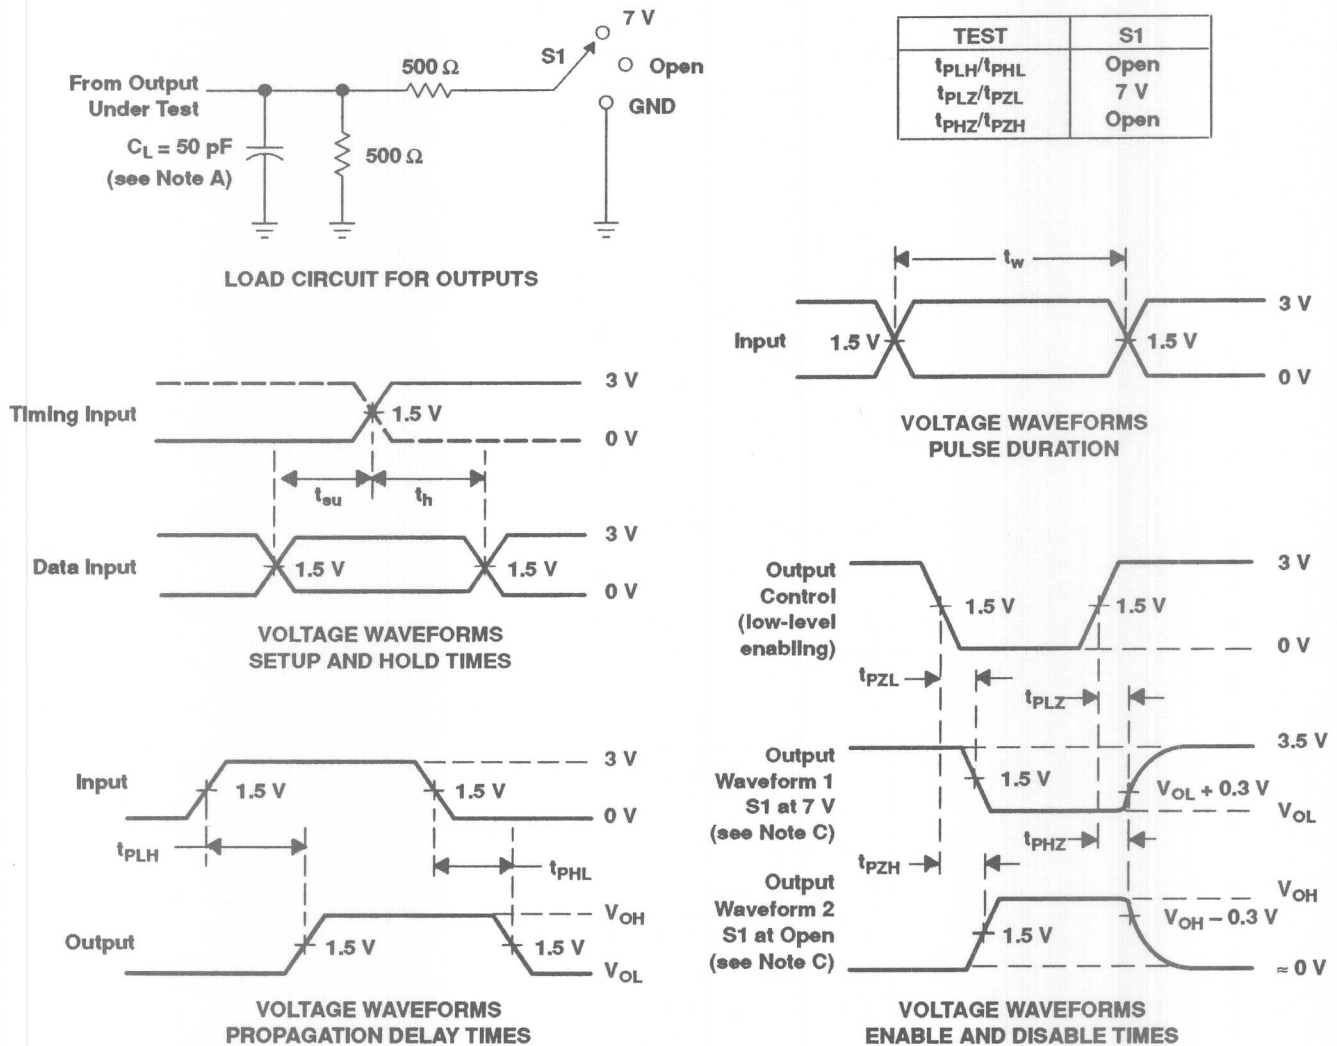 7 V
S1
Open
500 Ω
From Output
Under Test
GND
C_L = 50 pF
(see Note A)
500 Ω
LOAD CIRCUIT FOR OUTPUTS
TEST S1
t_PLH/t_PHL Open
t_PLZ/t_PZL 7 V
t_PHZ/t_PZH Open
t_w
3 V
Input
1.5 V
1.5 V
0 V
VOLTAGE WAVEFORMS
PULSE DURATION
3 V
Timing Input
1.5 V
0 V
t_su
t_h
3 V
Data Input
1.5 V
1.5 V
0 V
VOLTAGE WAVEFORMS
SETUP AND HOLD TIMES
3 V
Input
1.5 V
1.5 V
0 V
t_PLH
t_PHL
V_OH
Output
1.5 V
1.5 V
V_OL
VOLTAGE WAVEFORMS
PROPAGATION DELAY TIMES
Output
Control
(low-level
enabling)
3 V
1.5 V
1.5 V
0 V
t_PZL
t_PLZ
Output
Waveform 1
S1 at 7 V
(see Note C)
3.5 V
1.5 V
V_OL + 0.3 V
V_OL
t_PHZ
t_PZH
Output
Waveform 2
S1 at Open
(see Note C)
V_OH
V_OH – 0.3 V
1.5 V
≈ 0 V
VOLTAGE WAVEFORMS
ENABLE AND DISABLE TIMES